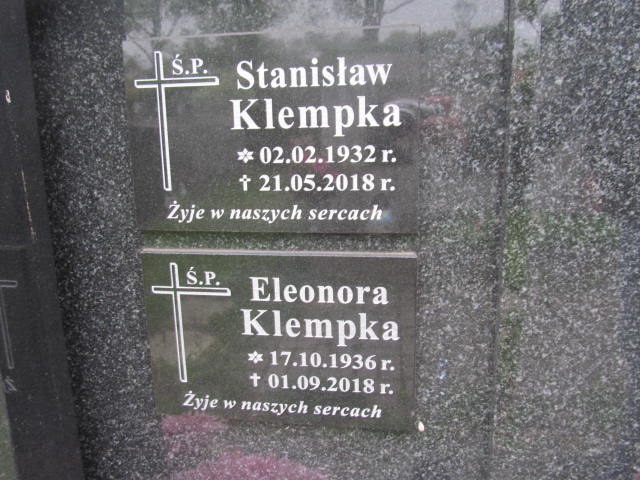 Ś.P. Stanisław
Klempka
✲ 02.02.1932 r.
✝ 21.05.2018 r.
Żyje w naszych sercach
Ś.P. Eleonora
Klempka
✲ 17.10.1936 r.
✝ 01.09.2018 r.
Żyje w naszych sercach